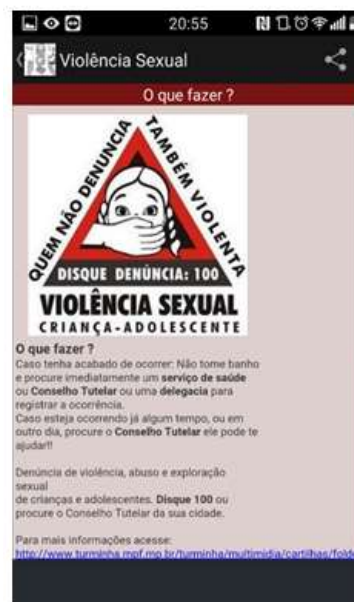 20:55
Violência Sexual
O que fazer ?
QUEM NÃO DENUNCIA
TAMBÉM VIOLENTA
DISQUE DENÚNCIA: 100
VIOLÊNCIA SEXUAL
CRIANÇA-ADOLESCENTE
O que fazer ?
Caso tenha acabado de ocorrer: Não tome banho
e procure imediatamente um serviço de saúde
ou Conselho Tutelar ou uma delegacia para
registrar a ocorrência.
Caso esteja ocorrendo já algum tempo, ou em
outro dia, procure o Conselho Tutelar ele pode te
ajudar!!
Denúncia de violência, abuso e exploração
sexual
de crianças e adolescentes. Disque 100 ou
procure o Conselho Tutelar da sua cidade.
Para mais informações acesse:
http://www.turminha.mpf.mp.br/turminha/multimidia/cartilhas/folde